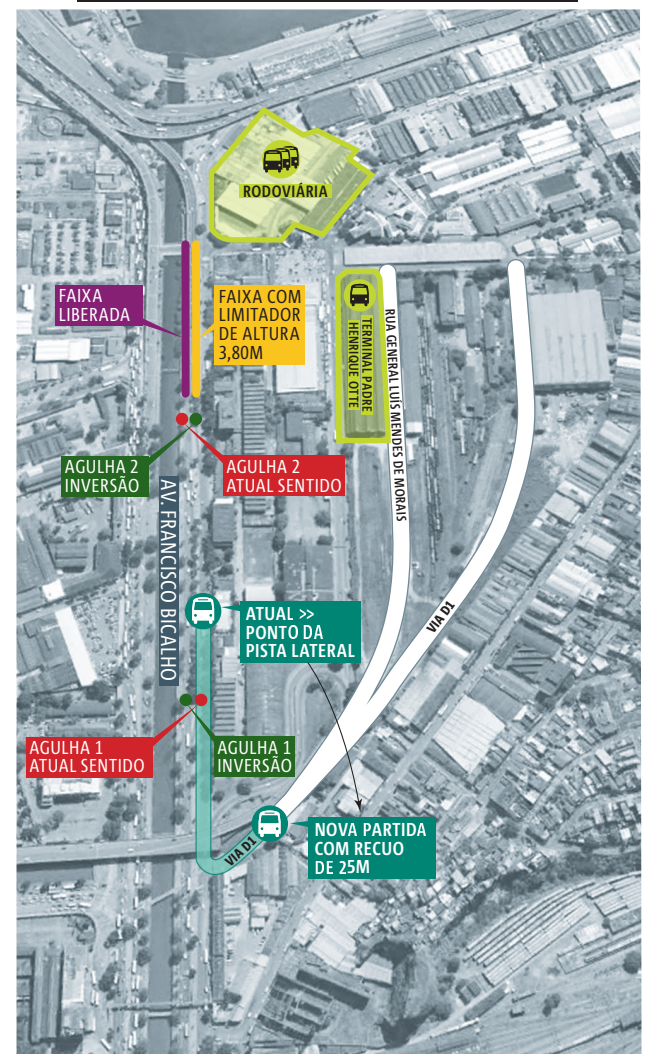 RODOVIÁRIA
FAIXA
LIBERADA
FAIXA COM
LIMITADOR
DE ALTURA
3,80M
TERMINAL PADRE
HENRIQUE OTTE
RUA GENERAL LUÍS MENDES DE MORAIS
AGULHA 2
INVERSÃO
AGULHA 2
ATUAL SENTIDO
AV. FRANCISCO BICALHO
ATUAL >>
PONTO DA
PISTA LATERAL
VIA D1
AGULHA 1
ATUAL SENTIDO
AGULHA 1
INVERSÃO
NOVA PARTIDA
COM RECUO
DE 25M
VIA D1